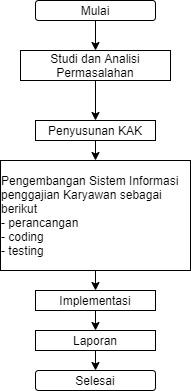 Mulai
Studi dan Analisi
Permasalahan
Penyusunan KAK
Pengembangan Sistem Informasi
penggajian Karyawan sebagai
berikut
- perancangan
- coding
- testing
Implementasi
Laporan
Selesai